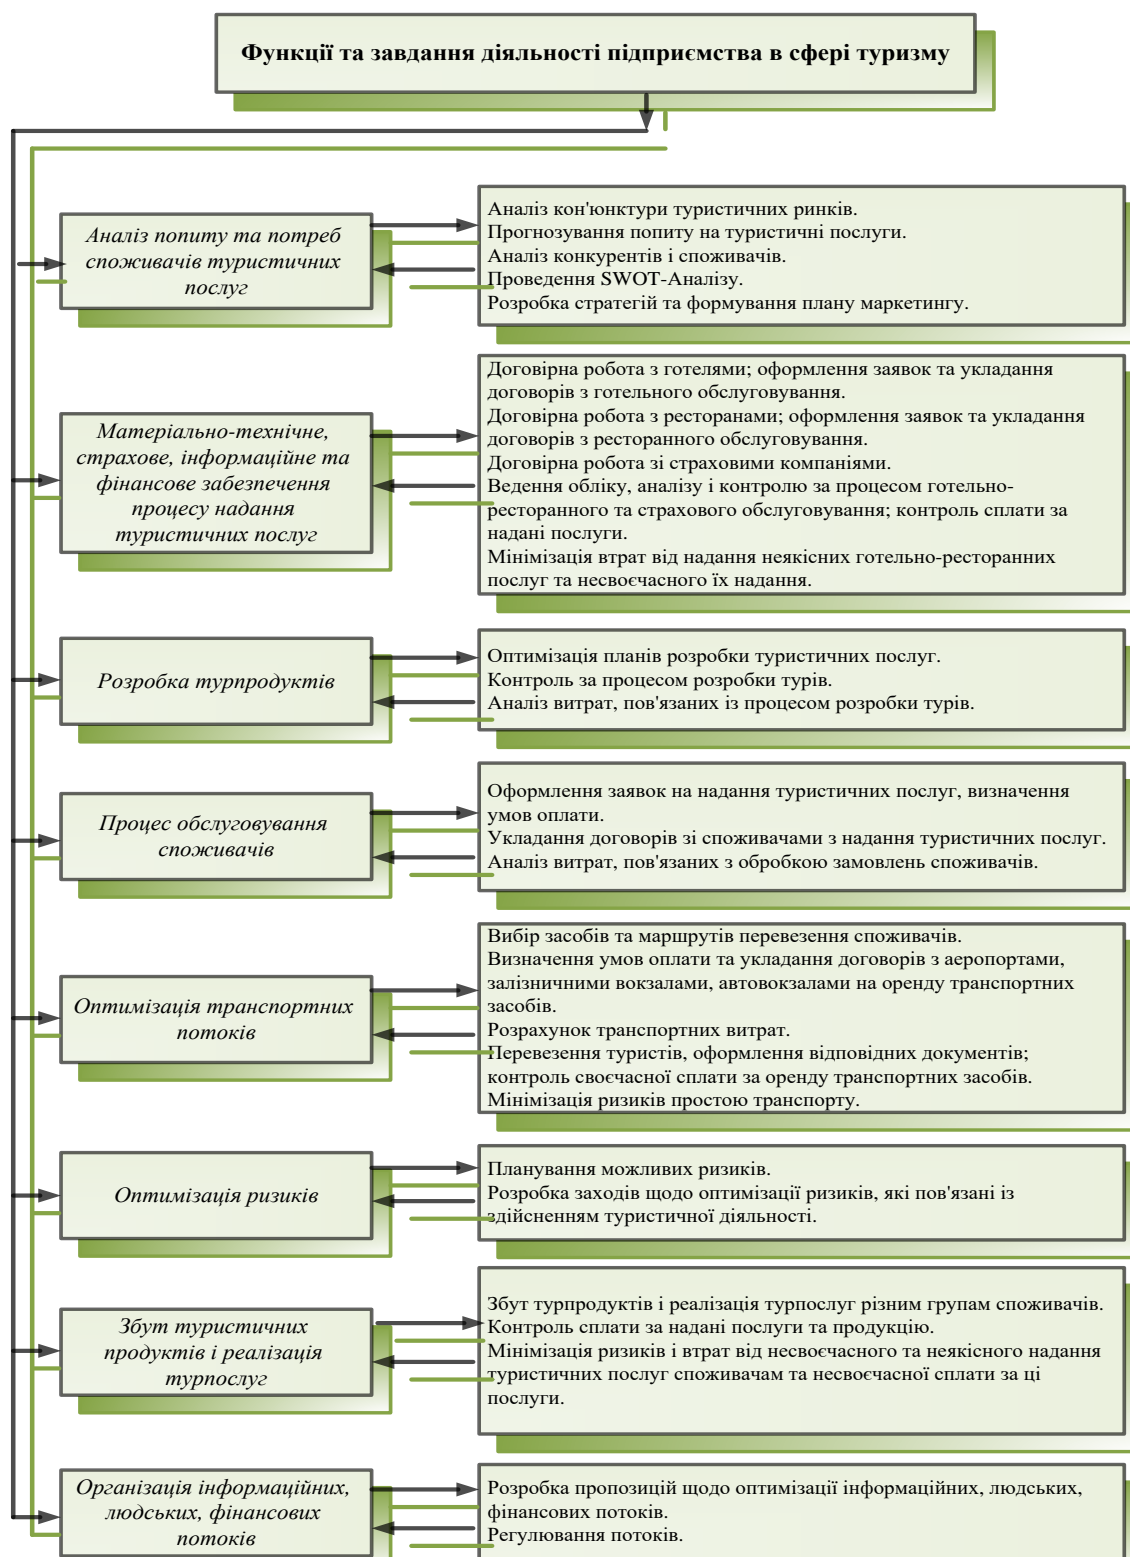 Функції та завдання діяльності підприємства в сфері туризму
Аналіз попиту та потреб
споживачів туристичних
послуг
Аналіз кон'юнктури туристичних ринків.
Прогнозування попиту на туристичні послуги.
Аналіз конкурентів і споживачів.
Проведення SWOT-Аналізу.
Розробка стратегій та формування плану маркетингу.
Матеріально-технічне,
страхове, інформаційне та
фінансове забезпечення
процесу надання
туристичних послуг
Договірна робота з готелями; оформлення заявок та укладання
договорів з готельного обслуговування.
Договірна робота з ресторанами; оформлення заявок та укладання
договорів з ресторанного обслуговування.
Договірна робота зі страховими компаніями.
Ведення обліку, аналізу і контролю за процесом готельно-
ресторанного та страхового обслуговування; контроль сплати за
надані послуги.
Мінімізація втрат від надання неякісних готельно-ресторанних
послуг та несвоєчасного їх надання.
Розробка турпродуктів
Оптимізація планів розробки туристичних послуг.
Контроль за процесом розробки турів.
Аналіз витрат, пов'язаних із процесом розробки турів.
Процес обслуговування
споживачів
Оформлення заявок на надання туристичних послуг, визначення
умов оплати.
Укладання договорів зі споживачами з надання туристичних послуг.
Аналіз витрат, пов'язаних з обробкою замовлень споживачів.
Оптимізація транспортних
потоків
Вибір засобів та маршрутів перевезення споживачів.
Визначення умов оплати та укладання договорів з аеропортами,
залізничними вокзалами, автовокзалами на оренду транспортних
засобів.
Розрахунок транспортних витрат.
Перевезення туристів, оформлення відповідних документів;
контроль своєчасної сплати за оренду транспортних засобів.
Мінімізація ризиків простою транспорту.
Оптимізація ризиків
Планування можливих ризиків.
Розробка заходів щодо оптимізації ризиків, які пов'язані із
здійсненням туристичної діяльності.
Збут туристичних
продуктів і реалізація
турпослуг
Збут турпродуктів і реалізація турпослуг різним групам споживачів.
Контроль сплати за надані послуги та продукцію.
Мінімізація ризиків і втрат від несвоєчасного та неякісного надання
туристичних послуг споживачам та несвоєчасної сплати за ці
послуги.
Організація інформаційних,
людських, фінансових
потоків
Розробка пропозицій щодо оптимізації інформаційних, людських,
фінансових потоків.
Регулювання потоків.